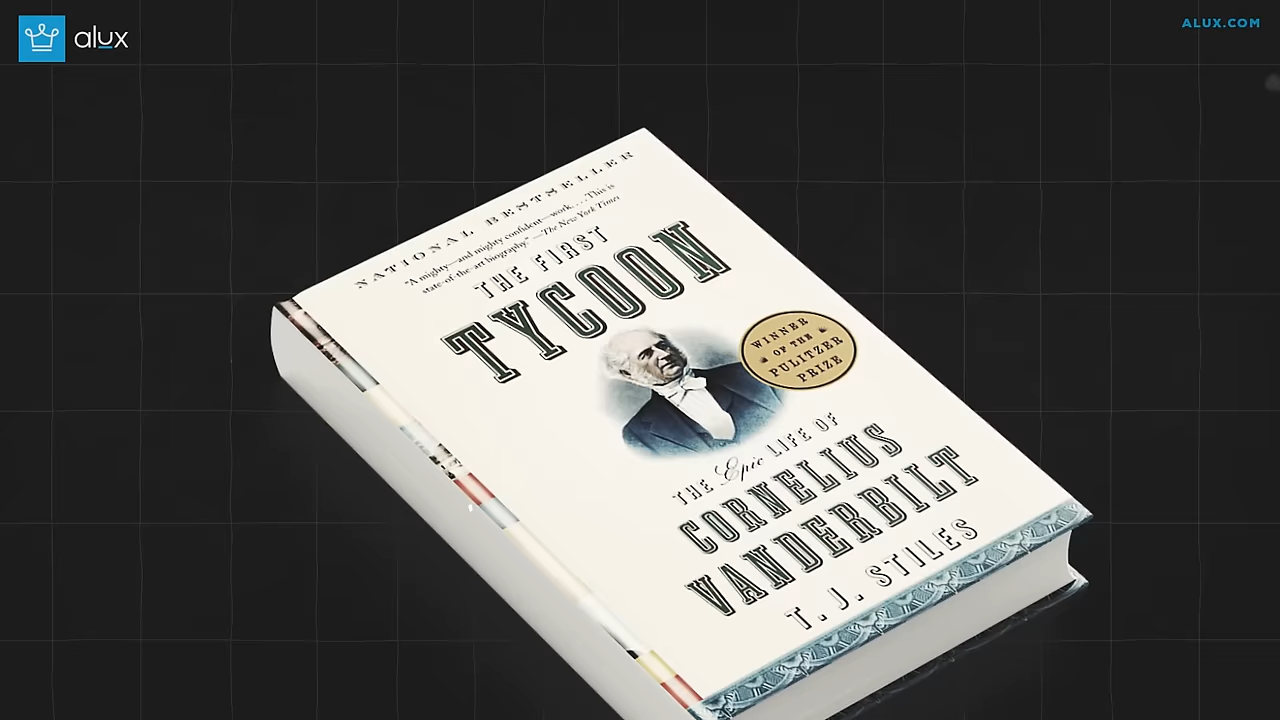 alux
ALUX.COM
NATIONAL BESTSELLER
"A mighty—and mighty confident—work. . . . This is
state-of-the-art biography." —The New York Times
THE FIRST
TYCOON
WINNER
OF THE
PULITZER
PRIZE
THE Epic LIFE OF
CORNELIUS
VANDERBILT
T. J. STILES